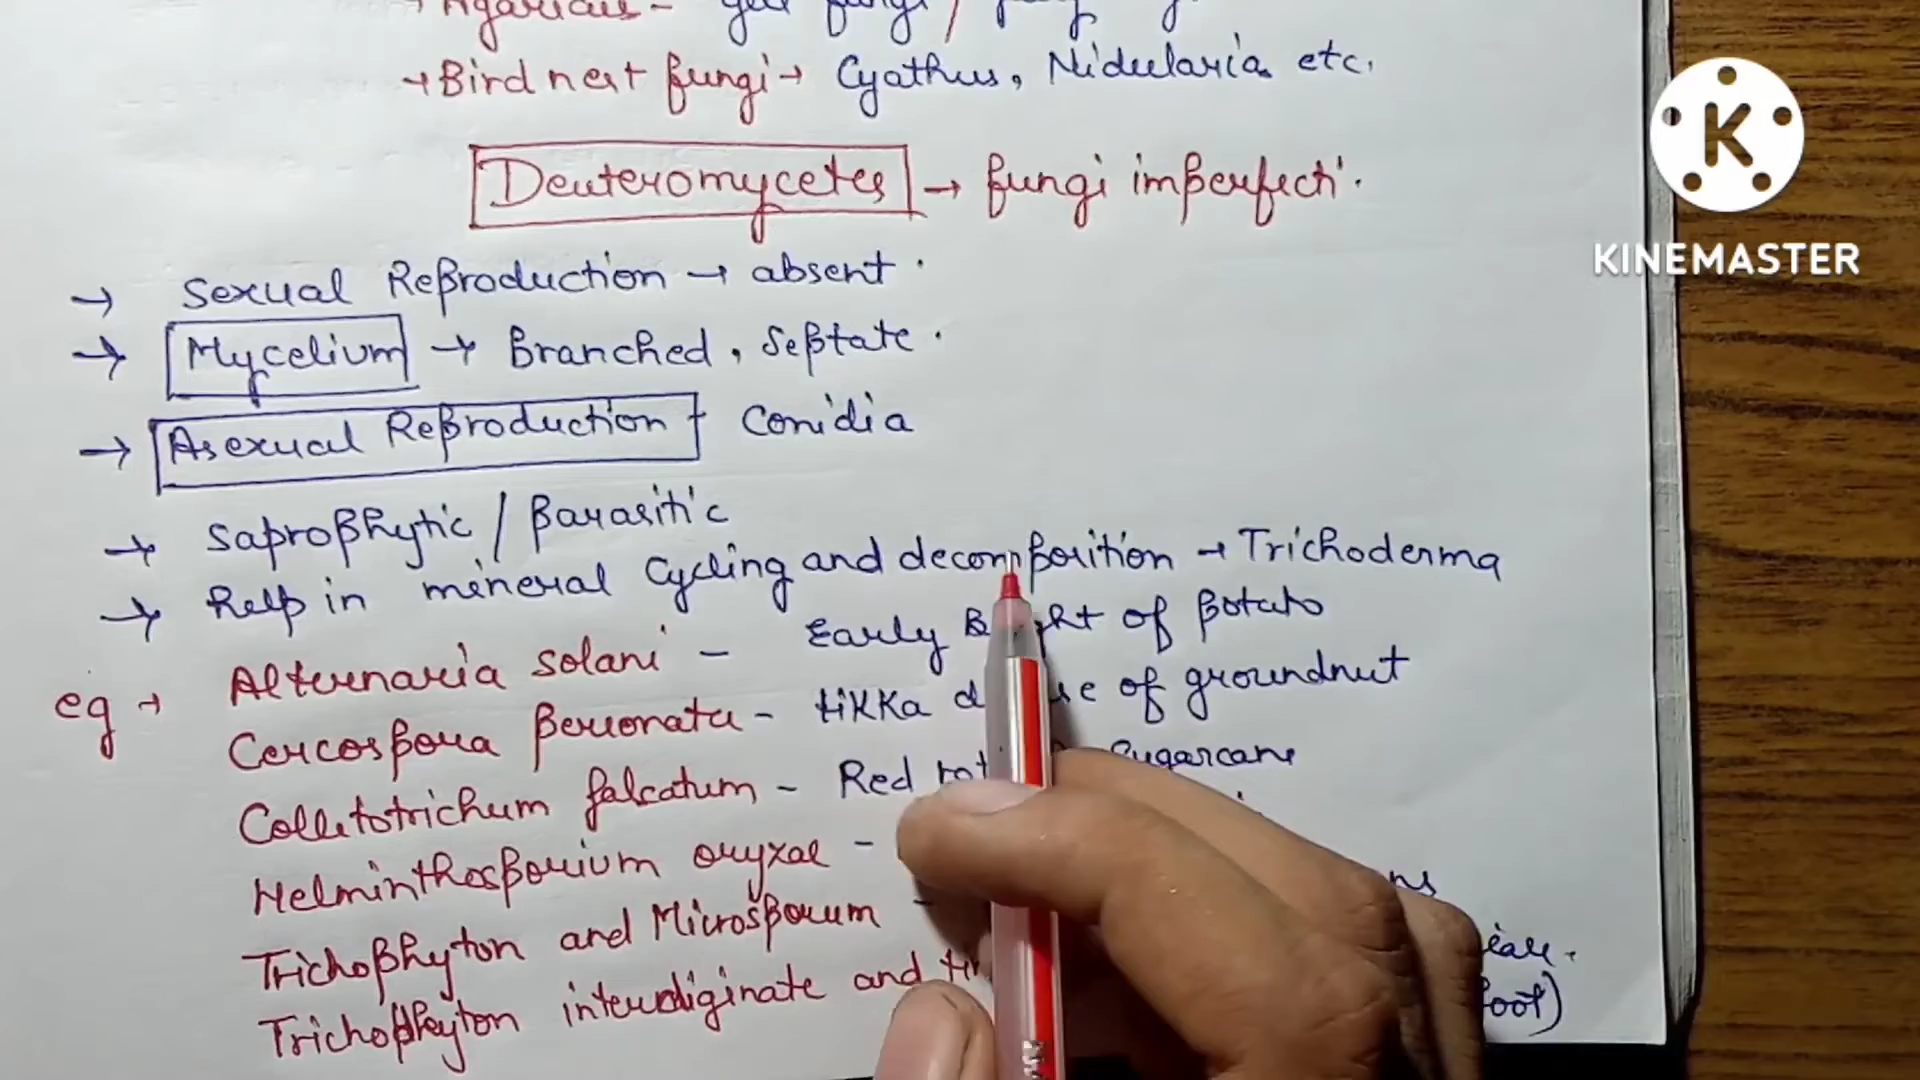 → Bird nest fungi → Cyathus, Nidularia etc.
Deuteromycetes → fungi imperfecti.
→ Sexual Reproduction → absent.
→ Mycelium → Branched, Septate.
→ Asexual Reproduction - Conidia
→ Saprophytic / Parasitic
→ Help in mineral Cycling and decomposition → Trichoderma
eg → Alternaria solani - Early of Potato
Cercospora personata - tikka of groundnut
Colletotrichum falcatum - Red rot Sugarcane
Helminthosporium oryzae -
Trichophyton and Microsporum -
Trichophyton interdiginate and
foot)
K
KINEMASTER